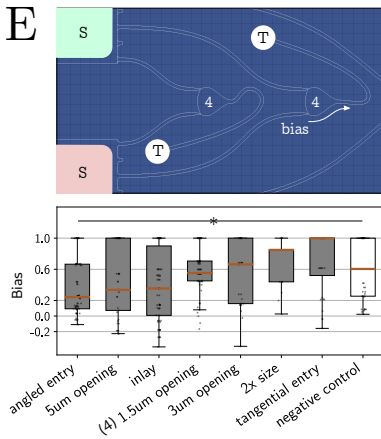 E
S
T
4
4
bias
T
S
*
Bias
1.0
0.6
0.2
0.0
−0.2
angled entry
5um opening
inlay
(4) 1.5um opening
3um opening
2x size
tangential entry
negative control